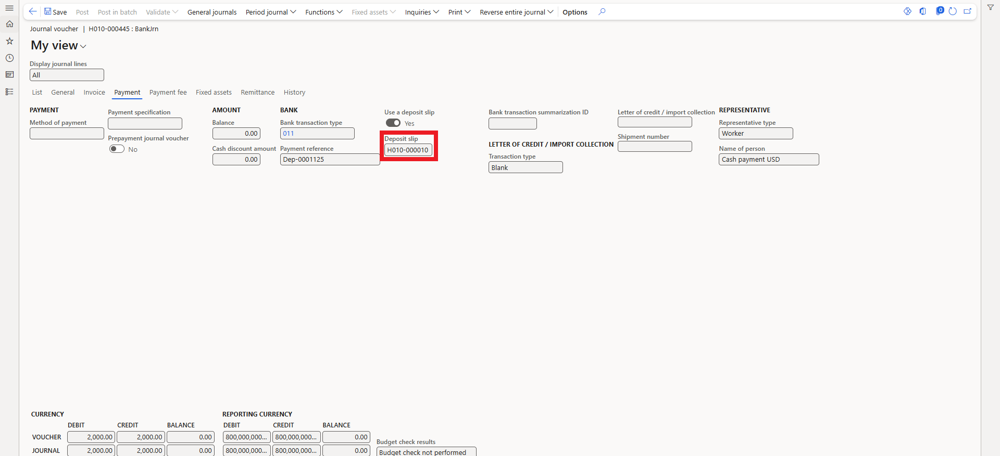 Save Post Post in batch Validate General journals Period journal Functions Fixed assets Inquiries Print Reverse entire journal Options 0
Journal voucher | H010-000445 : BankJrn
My view
Display journal lines
All
List General Invoice Payment Payment fee Fixed assets Remittance History
PAYMENT
Method of payment
Payment specification
Prepayment journal voucher
No
AMOUNT
Balance
0.00
Cash discount amount
0.00
BANK
Bank transaction type
011
Payment reference
Dep-0001125
Use a deposit slip
Yes
Deposit slip
H010-000010
Bank transaction summarization ID
LETTER OF CREDIT / IMPORT COLLECTION
Transaction type
Blank
Letter of credit / import collection
Shipment number
REPRESENTATIVE
Representative type
Worker
Name of person
Cash payment USD
CURRENCY REPORTING CURRENCY
DEBIT CREDIT BALANCE DEBIT CREDIT BALANCE
VOUCHER 2,000.00 2,000.00 0.00 800,000,000... 800,000,000... 0.00
JOURNAL 2,000.00 2,000.00 0.00 800,000,000... 800,000,000... 0.00
Budget check results
Budget check not performed